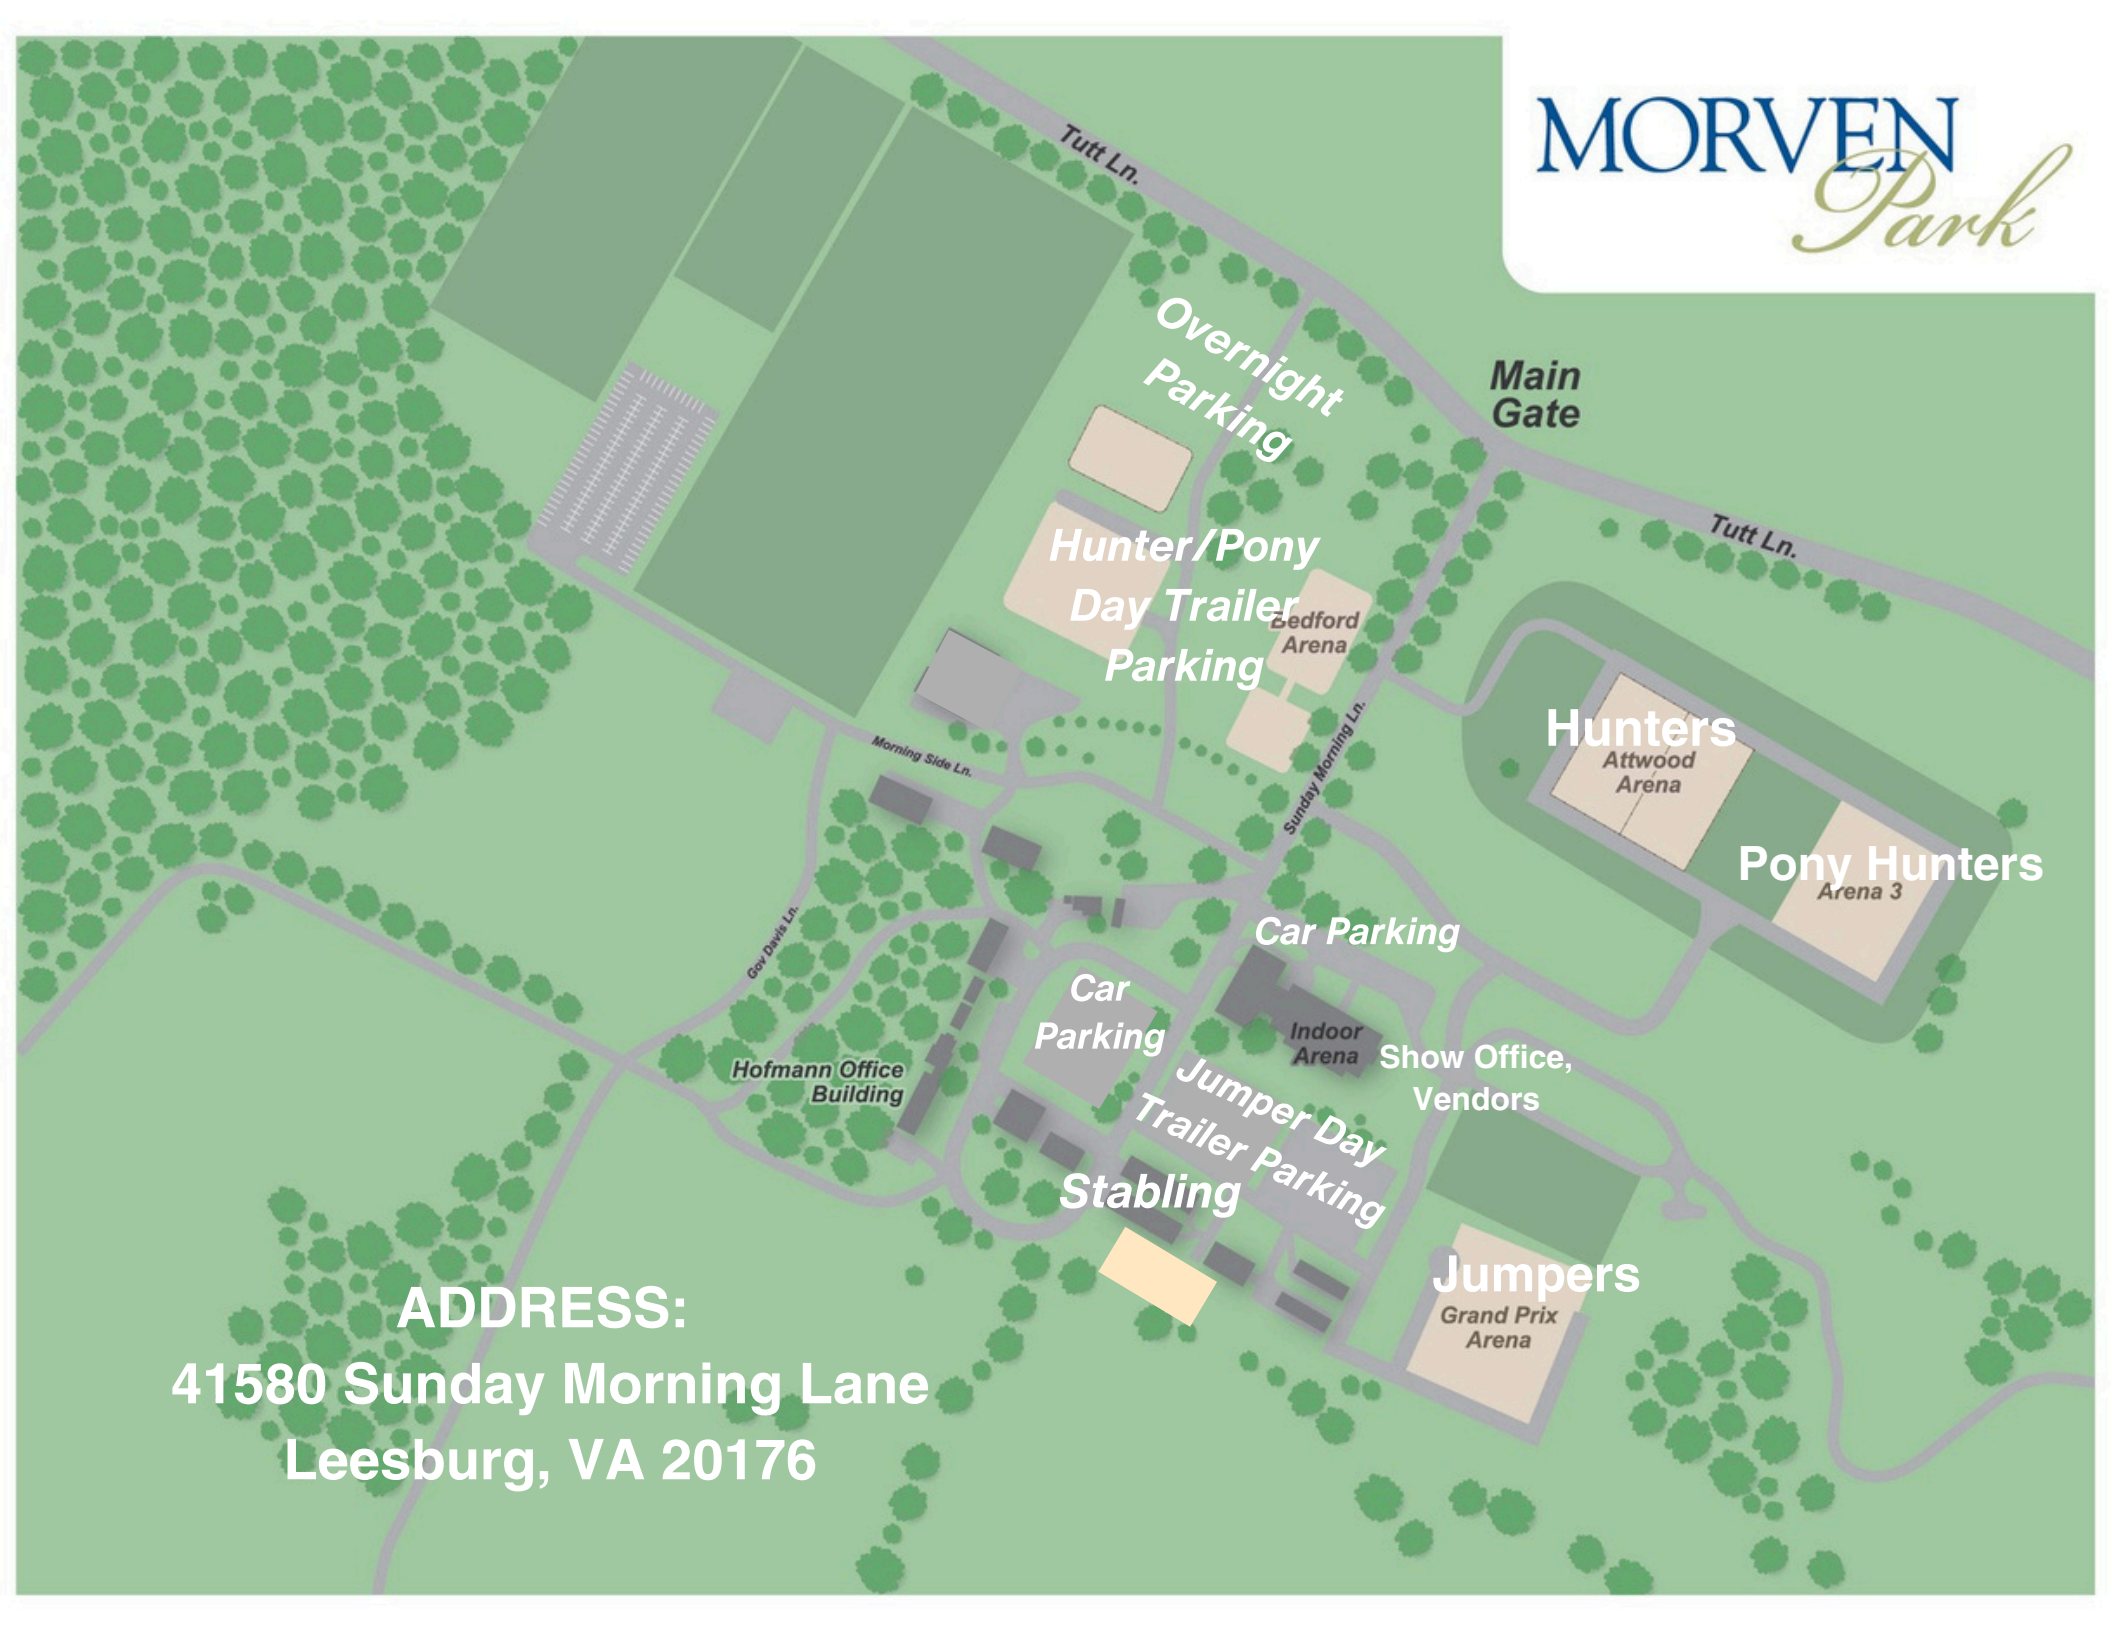 MORVEN
Park
Tutt Ln.
Overnight
Parking
Main
Gate
Tutt Ln.
Hunter/Pony
Day Trailer
Parking
Bedford
Arena
Hunters
Attwood
Arena
Morning Side Ln.
Sunday Morning Ln.
Pony Hunters
Arena 3
Gov Davis Ln.
Car Parking
Car
Parking
Indoor
Arena
Show Office,
Vendors
Hofmann Office
Building
Jumper Day
Trailer Parking
Stabling
Jumpers
Grand Prix
Arena
ADDRESS:
41580 Sunday Morning Lane
Leesburg, VA 20176